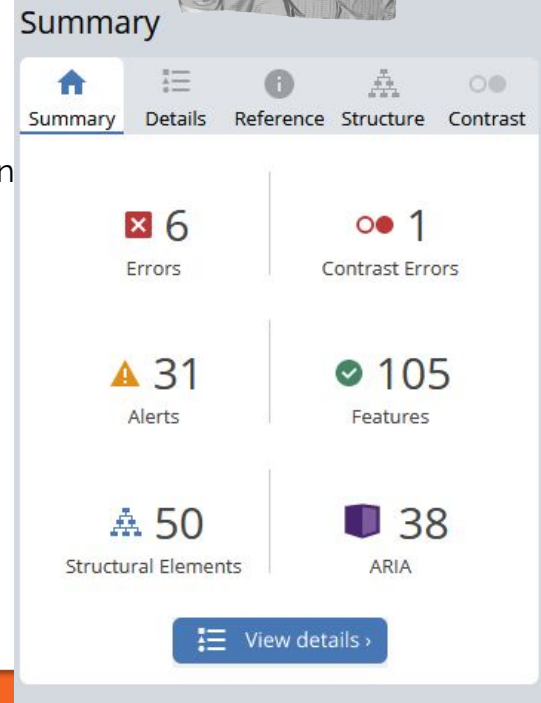 Summary
Summary Details Reference Structure Contrast
n
6 1
Errors Contrast Errors
31 105
Alerts Features
50 38
Structural Elements ARIA
View details ›